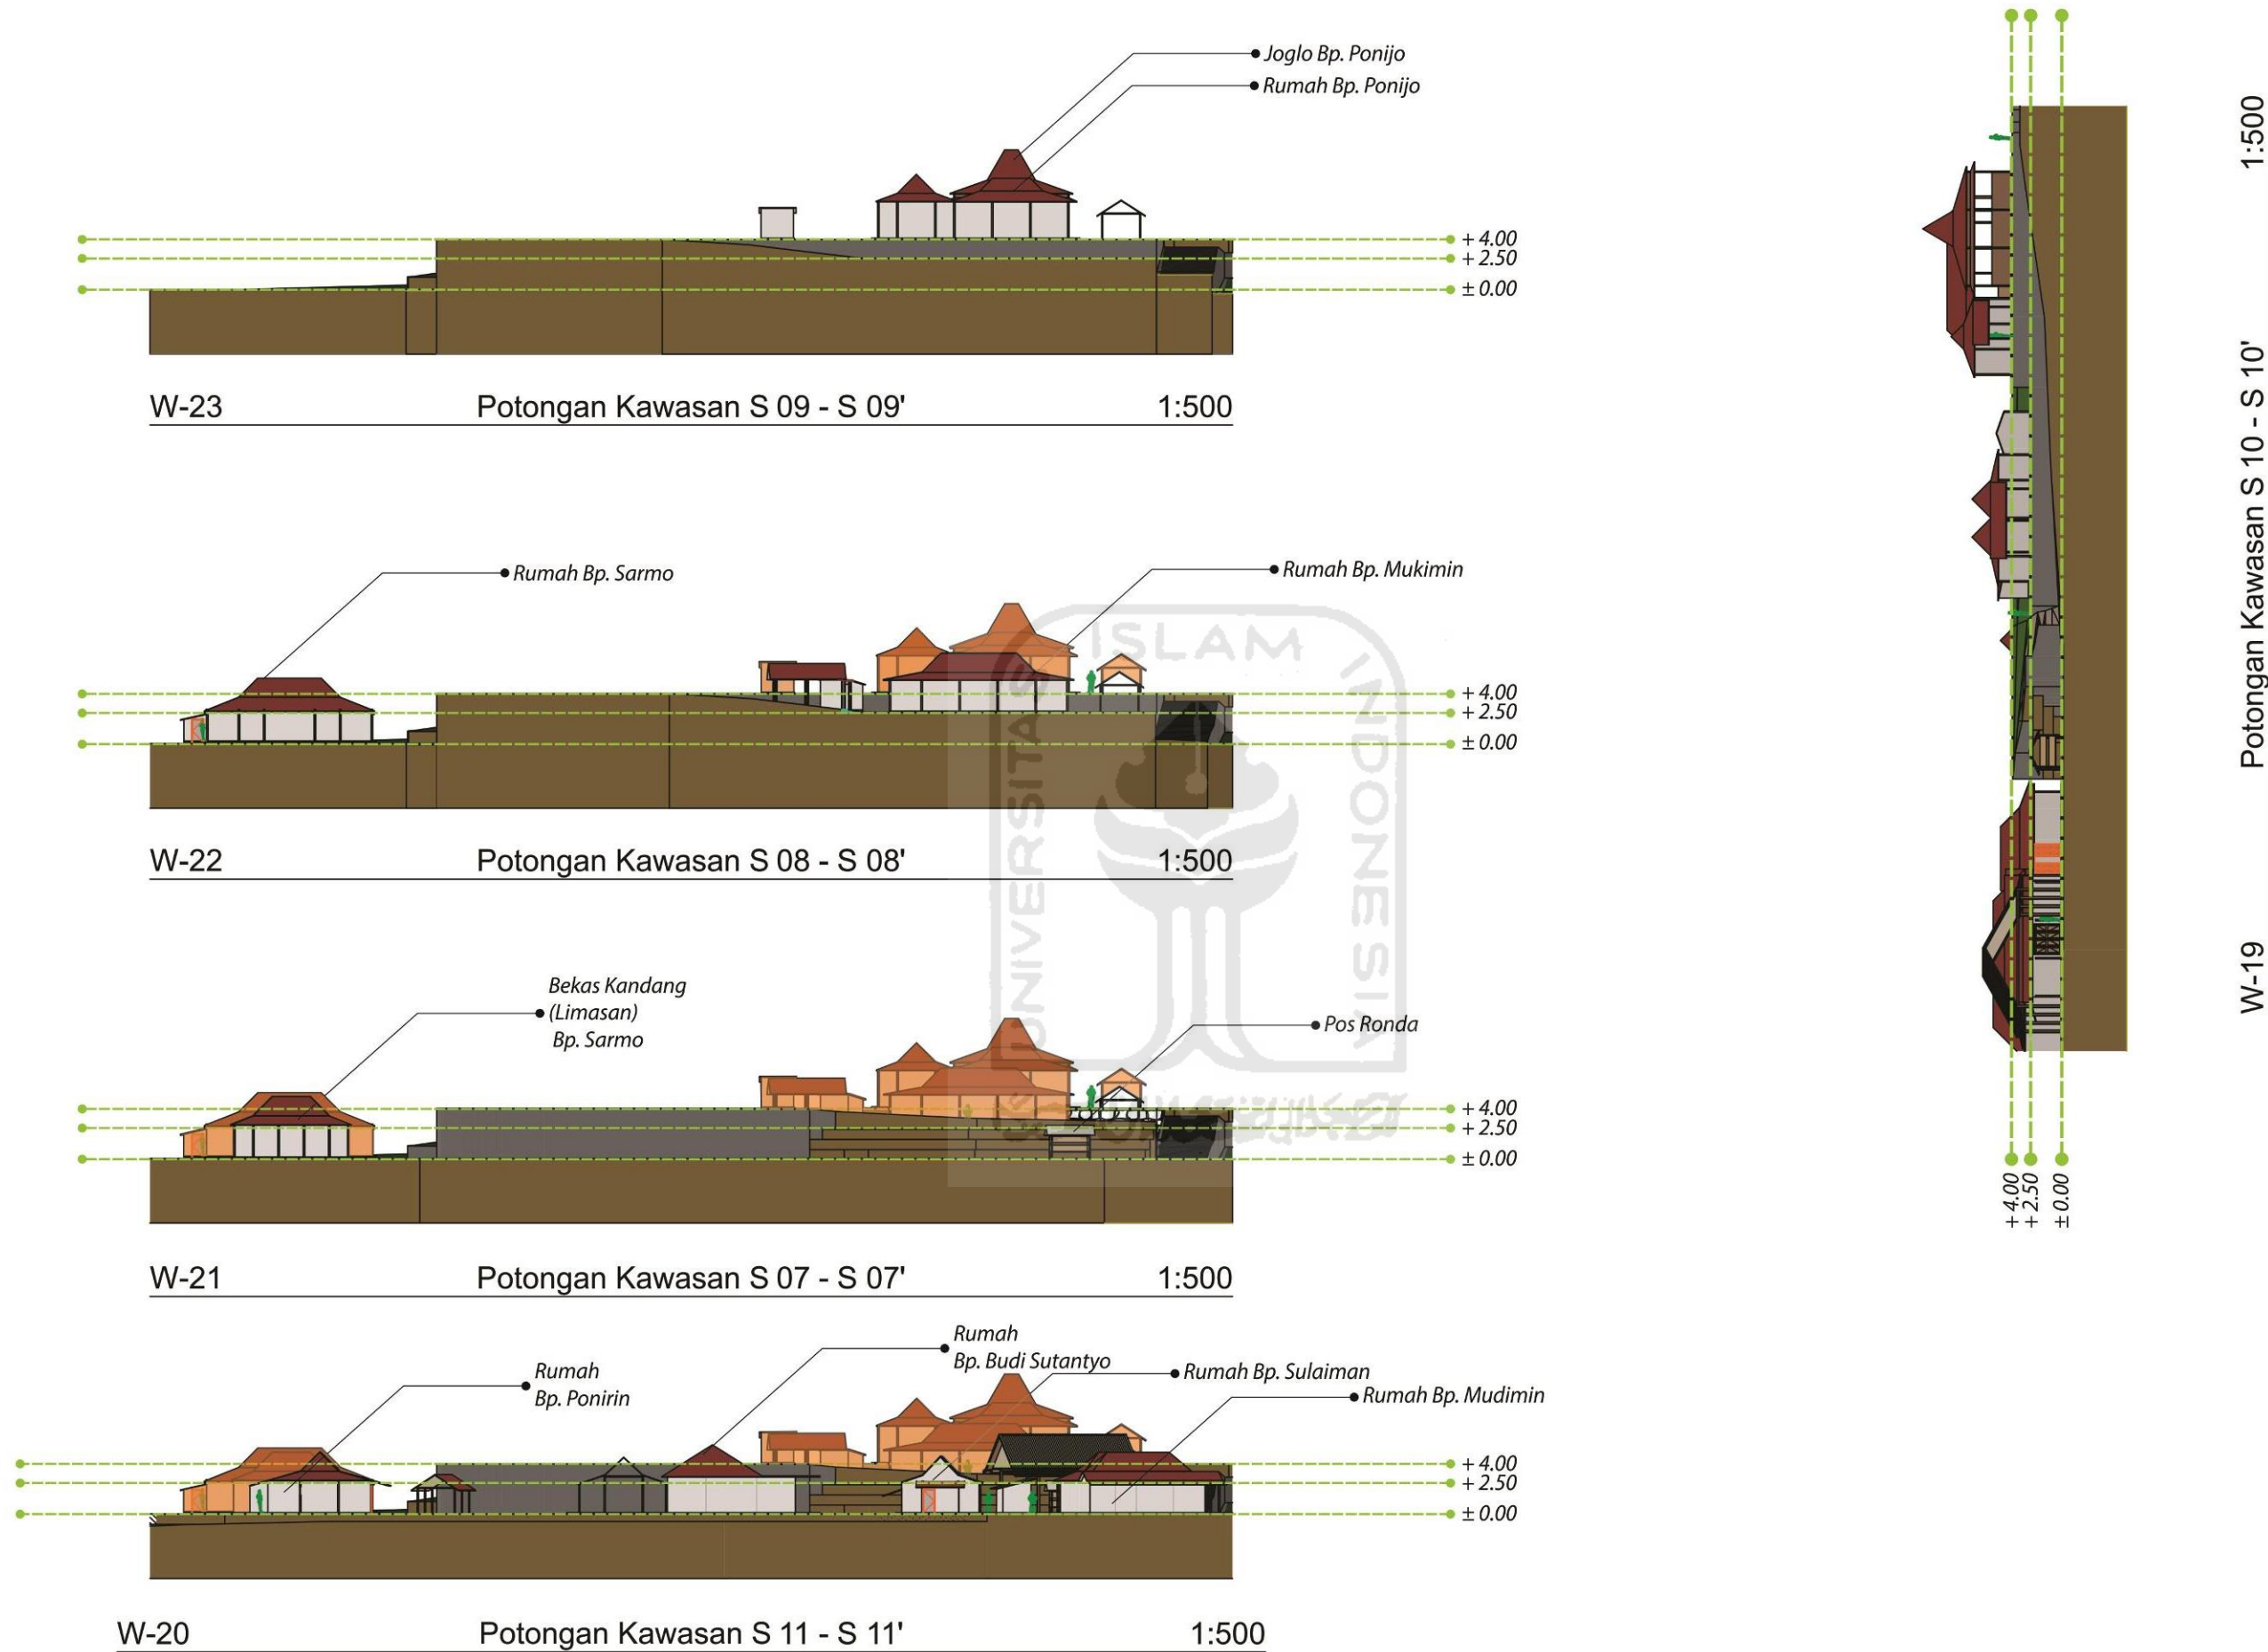 Joglo Bp. Ponijo
Rumah Bp. Ponijo
+ 4.00
+ 2.50
± 0.00
W-23 Potongan Kawasan S 09 - S 09' 1:500
Rumah Bp. Sarmo
Rumah Bp. Mukimin
+ 4.00
+ 2.50
± 0.00
W-22 Potongan Kawasan S 08 - S 08' 1:500
Bekas Kandang
(Limasan)
Bp. Sarmo
Pos Ronda
+ 4.00
+ 2.50
± 0.00
W-21 Potongan Kawasan S 07 - S 07' 1:500
Rumah
Bp. Ponirin
Rumah
Bp. Budi Sutantyo
Rumah Bp. Sulaiman
Rumah Bp. Mudimin
+ 4.00
+ 2.50
± 0.00
W-20 Potongan Kawasan S 11 - S 11' 1:500
+ 4.00
+ 2.50
± 0.00
W-19 Potongan Kawasan S 10 - S 10' 1:500
UNIVERSITAS
ISLAM
INDONESIA